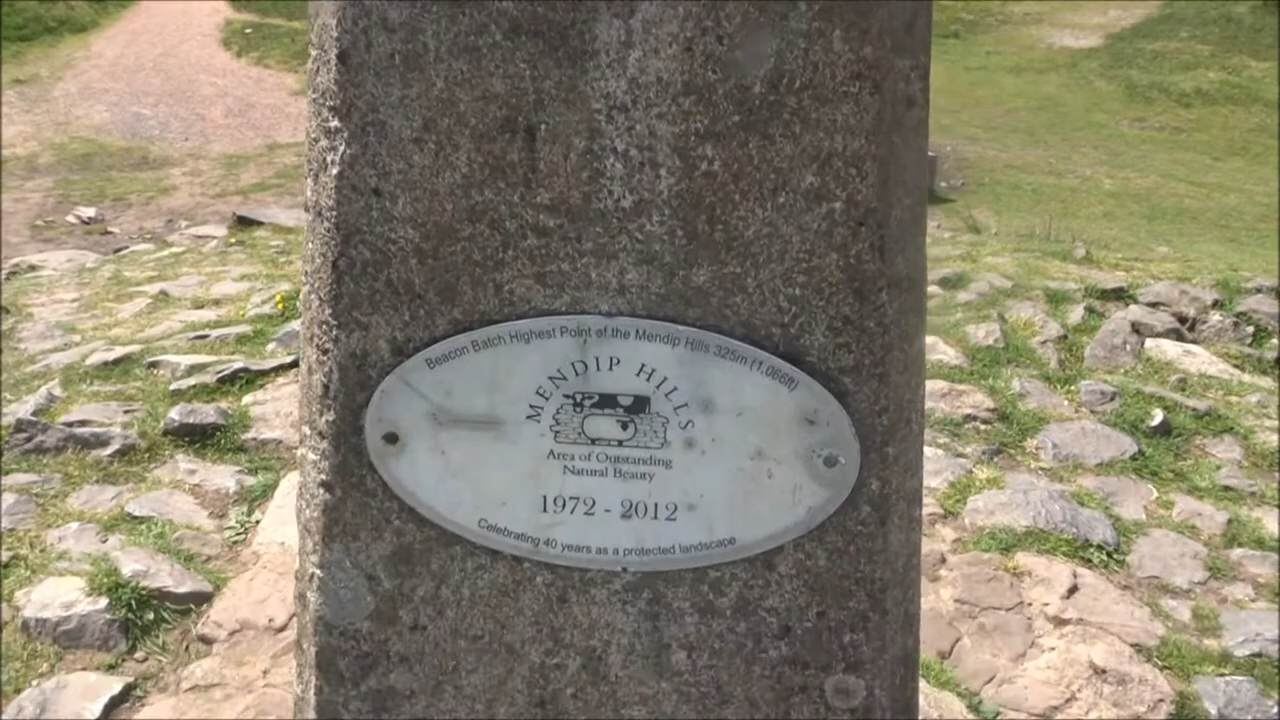 Beacon Batch Highest Point of the Mendip Hills 325m (1,066ft)
MENDIP HILLS
Area of Outstanding
Natural Beauty
1972 - 2012
Celebrating 40 years as a protected landscape